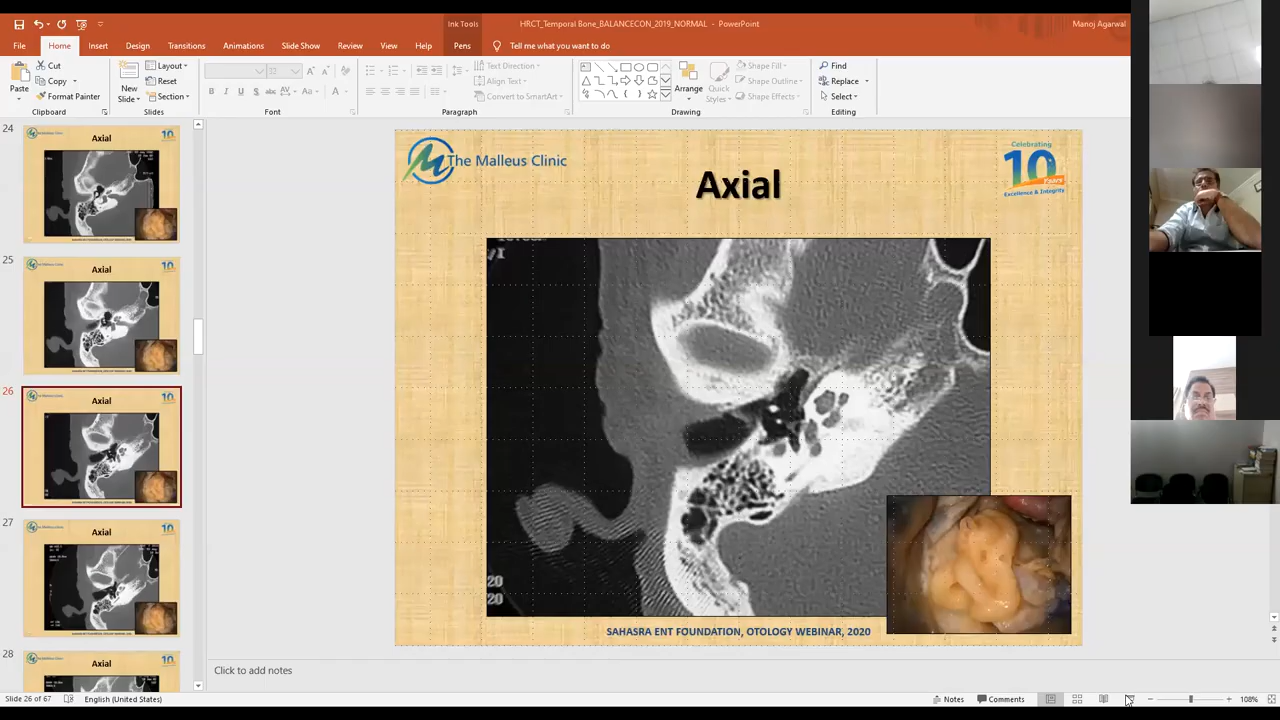 Ink Tools
HRCT_Temporal Bone_BALANCECON_2019_NORMAL - PowerPoint
Manoj Agarwal
File Home Insert Design Transitions Animations Slide Show Review View Help Pens Tell me what you want to do
Paste
Cut
Copy
Format Painter
Clipboard
New
Slide
Layout
Reset
Section
Slides
Font
Text Direction
Align Text
Convert to SmartArt
Paragraph
Arrange
Quick
Styles
Shape Fill
Shape Outline
Shape Effects
Drawing
Find
Replace
Select
Editing
24
Axial
25
Axial
26
Axial
27
Axial
28
Axial
The Malleus Clinic
Celebrating
10
Years
Excellence & Integrity
Axial
20
20
SAHASRA ENT FOUNDATION, OTOLOGY WEBINAR, 2020
Click to add notes
Slide 26 of 67
English (United States)
Notes
Comments
108%